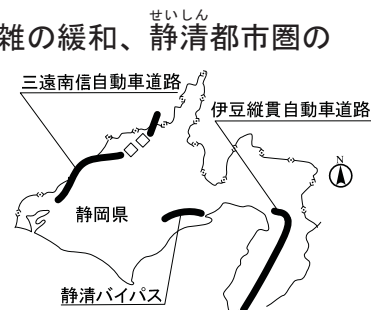 せいしん
雑の緩和、静清都市圏の
三遠南信自動車道路
伊豆縦貫自動車道路
N
静岡県
静清バイパス